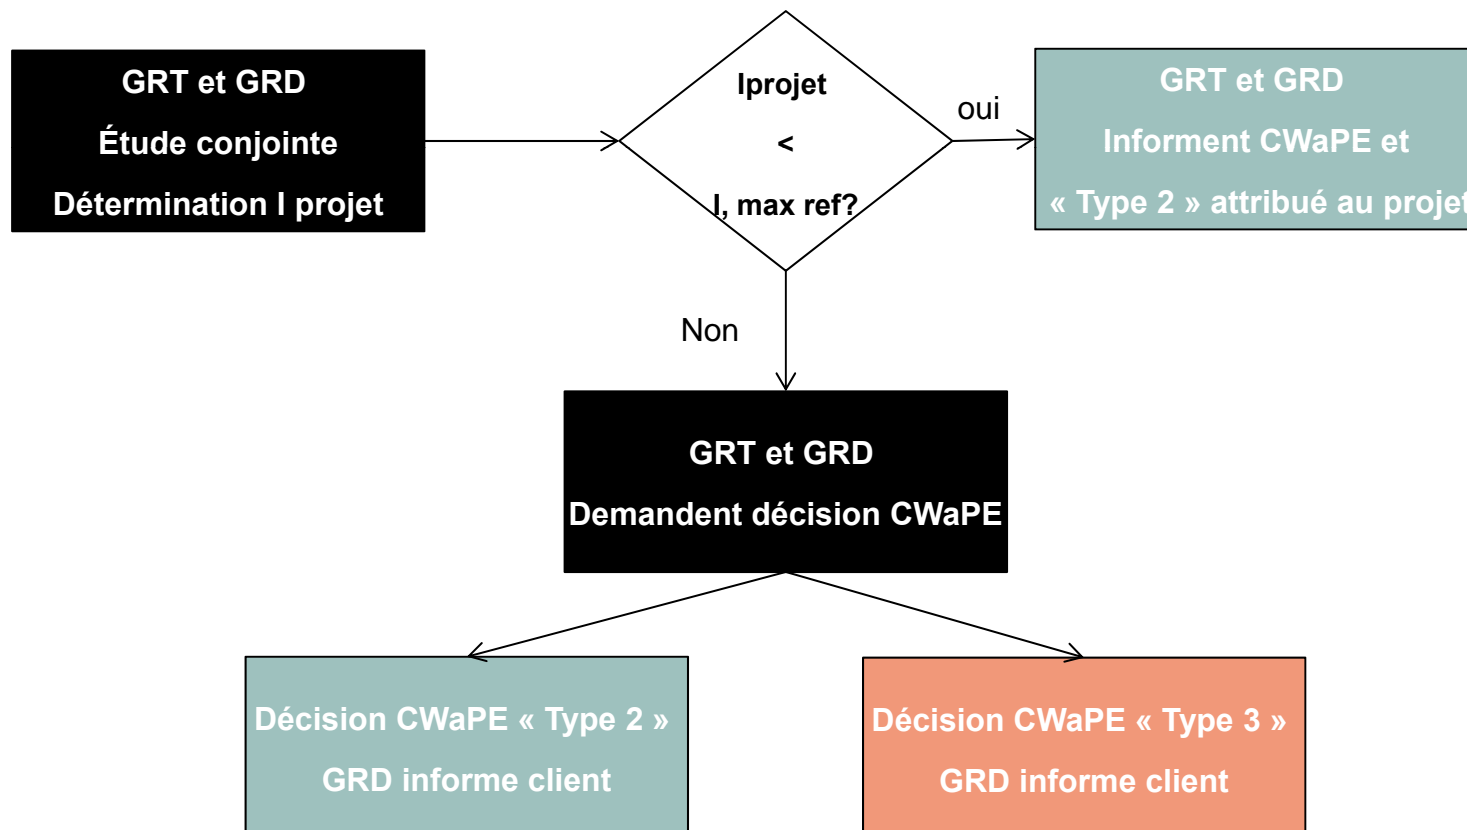 GRT et GRD
Étude conjointe
Détermination I projet
Iprojet
<
I, max ref?
oui
GRT et GRD
Informent CWaPE et
« Type 2 » attribué au projet
Non
GRT et GRD
Demandent décision CWaPE
Décision CWaPE « Type 2 »
GRD informe client
Décision CWaPE « Type 3 »
GRD informe client